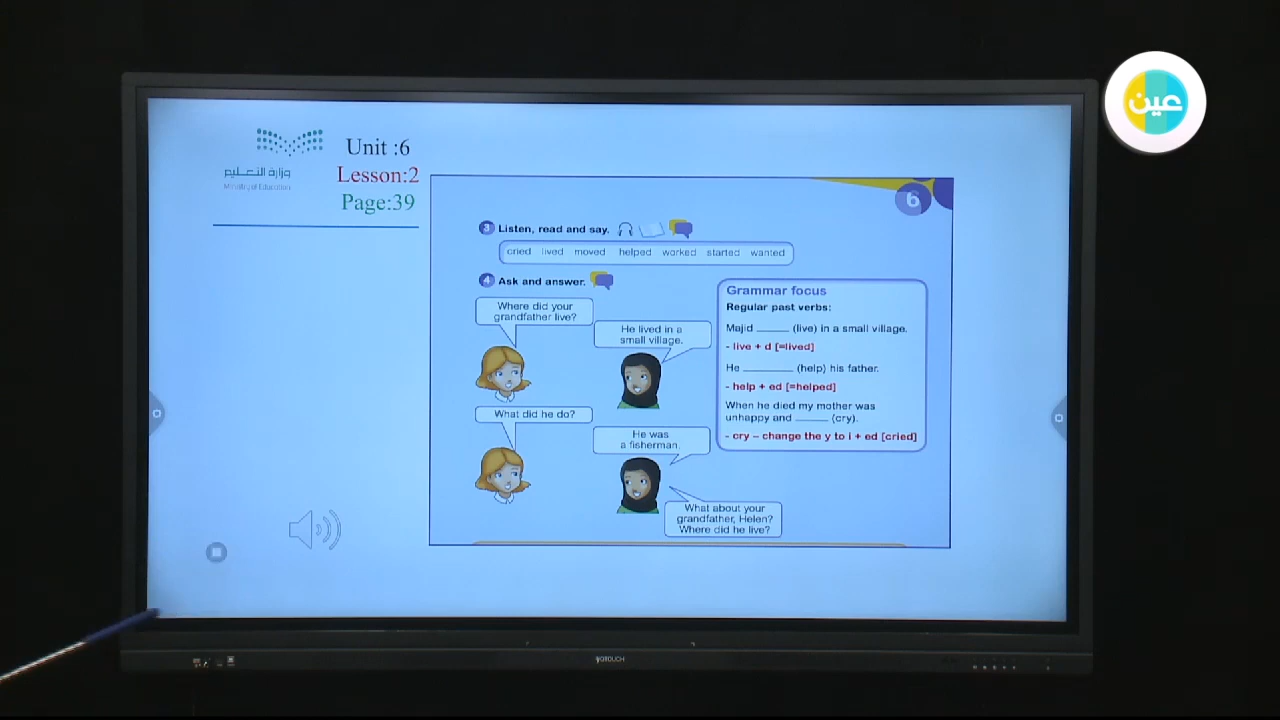 عين
وزارة التعليم
Ministry of Education
Unit :6
Lesson:2
Page:39
6
3 Listen, read and say.
cried lived moved helped worked started wanted
4 Ask and answer.
Where did your
grandfather live?
He lived in a
small village.
What did he do?
He was
a fisherman.
What about your
grandfather, Helen?
Where did he live?
Grammar focus
Regular past verbs:
Majid _____ (live) in a small village.
- live + d [=lived]
He ________ (help) his father.
- help + ed [=helped]
When he died my mother was
unhappy and _____ (cry).
- cry – change the y to i + ed [cried]
YOTOUCH